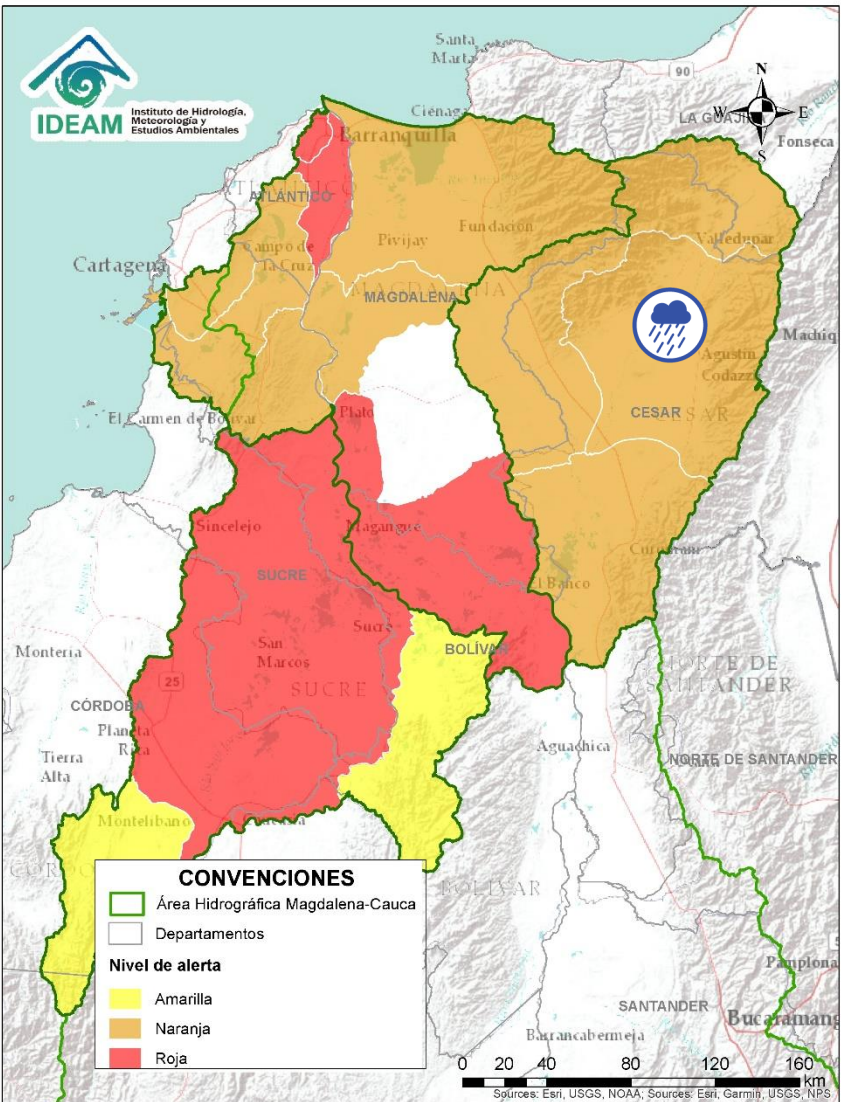 IDEAM
Instituto de Hidrología,
Meteorología y
Estudios Ambientales
Santa
Marta
90
N
W
E
S
LA GUAJI
Ciénaga
Fonseca
Barranquilla
ATLÁNTICO
Campo de
la Cruz
Pivijay
Fundación
Valledupar
Cartagena
MAGDALENA
Machiq
Agustín
Codazzi
CESAR
El Carmen de Bolívar
Plato
Sincelejo
Magangué
SUCRE
El Banco
Sucre
San
Marcos
SUCRE
BOLÍVAR
Montería
25
CÓRDOBA
Planeta
Rica
Tierra
Alta
NORTE DE
SANTANDER
Aguachica
NORTE DE SANTANDER
Montelíbano
BOLÍVAR
CONVENCIONES
Área Hidrográfica Magdalena-Cauca
Departamentos
Nivel de alerta
Amarilla
Naranja
Roja
Pamplona
SANTANDER
Bucaramang
Barrancabermeja
0 20 40 80 120 160
km
Sources: Esri, USGS, NOAA; Sources: Esri, Garmin, USGS, NPS